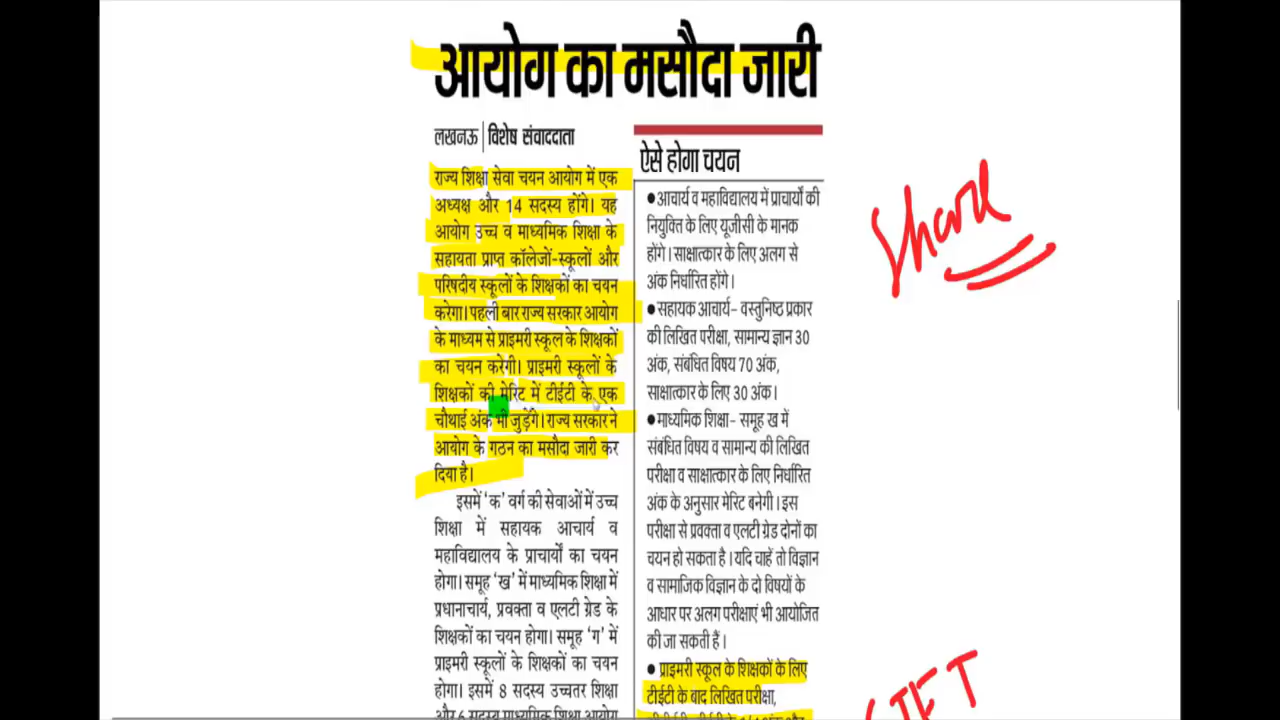 आयोग का मसौदा जारी
लखनऊ | विशेष संवाददाता
राज्य शिक्षा सेवा चयन आयोग में एक
अध्यक्ष और 14 सदस्य होंगे। यह
आयोग उच्च व माध्यमिक शिक्षा के
सहायता प्राप्त कॉलेजों-स्कूलों और
परिषदीय स्कूलों के शिक्षकों का चयन
करेगा। पहली बार राज्य सरकार आयोग
के माध्यम से प्राइमरी स्कूल के शिक्षकों
का चयन करेगी। प्राइमरी स्कूलों के
शिक्षकों की मेरिट में टीईटी के एक
चौथाई अंक भी जुड़ेंगे। राज्य सरकार ने
आयोग के गठन का मसौदा जारी कर
दिया है।
इसमें ‘क’ वर्ग की सेवाओं में उच्च
शिक्षा में सहायक आचार्य व
महाविद्यालय के प्राचार्यों का चयन
होगा। समूह ‘ख’ में माध्यमिक शिक्षा में
प्रधानाचार्य, प्रवक्ता व एलटी ग्रेड के
शिक्षकों का चयन होगा। समूह ‘ग’ में
प्राइमरी स्कूलों के शिक्षकों का चयन
होगा। इसमें 8 सदस्य उच्चतर शिक्षा
और 6 सदस्य माध्यमिक शिक्षा आयोग
ऐसे होगा चयन
● आचार्य व महाविद्यालय में प्राचार्यों की
नियुक्ति के लिए यूजीसी के मानक
होंगे। साक्षात्कार के लिए अलग से
अंक निर्धारित होंगे।
● सहायक आचार्य- वस्तुनिष्ठ प्रकार
की लिखित परीक्षा, सामान्य ज्ञान 30
अंक, संबंधित विषय 70 अंक,
साक्षात्कार के लिए 30 अंक।
● माध्यमिक शिक्षा- समूह ख में
संबंधित विषय व सामान्य की लिखित
परीक्षा व साक्षात्कार के लिए निर्धारित
अंक के अनुसार मेरिट बनेगी। इस
परीक्षा से प्रवक्ता व एलटी ग्रेड दोनों का
चयन हो सकता है। यदि चाहें तो विज्ञान
व सामाजिक विज्ञान के दो विषयों के
आधार पर अलग परीक्षाएं भी आयोजित
की जा सकती हैं।
● प्राइमरी स्कूल के शिक्षकों के लिए
टीईटी के बाद लिखित परीक्षा,
Share